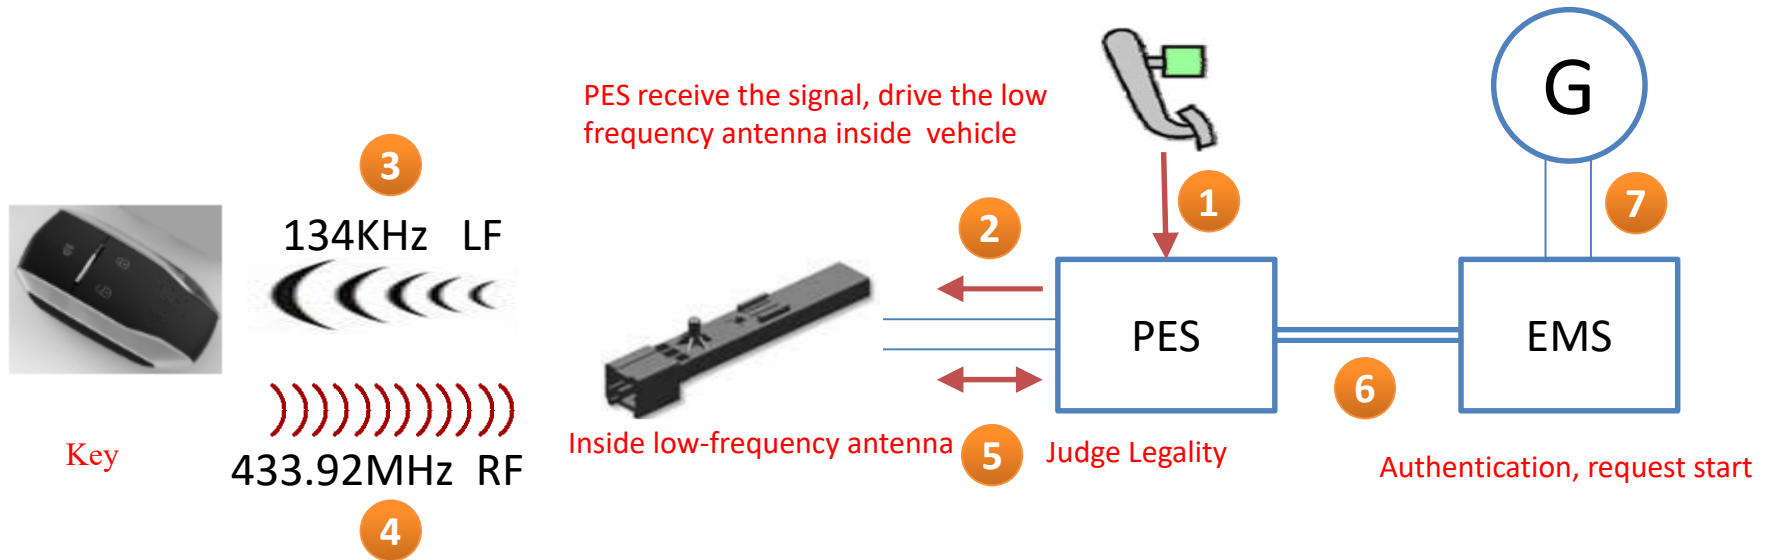 PES receive the signal, drive the low
frequency antenna inside vehicle
G
3
1
7
2
134KHz LF
PES
EMS
6
Key
Inside low-frequency antenna
5
Judge Legality
433.92MHz RF
Authentication, request start
4